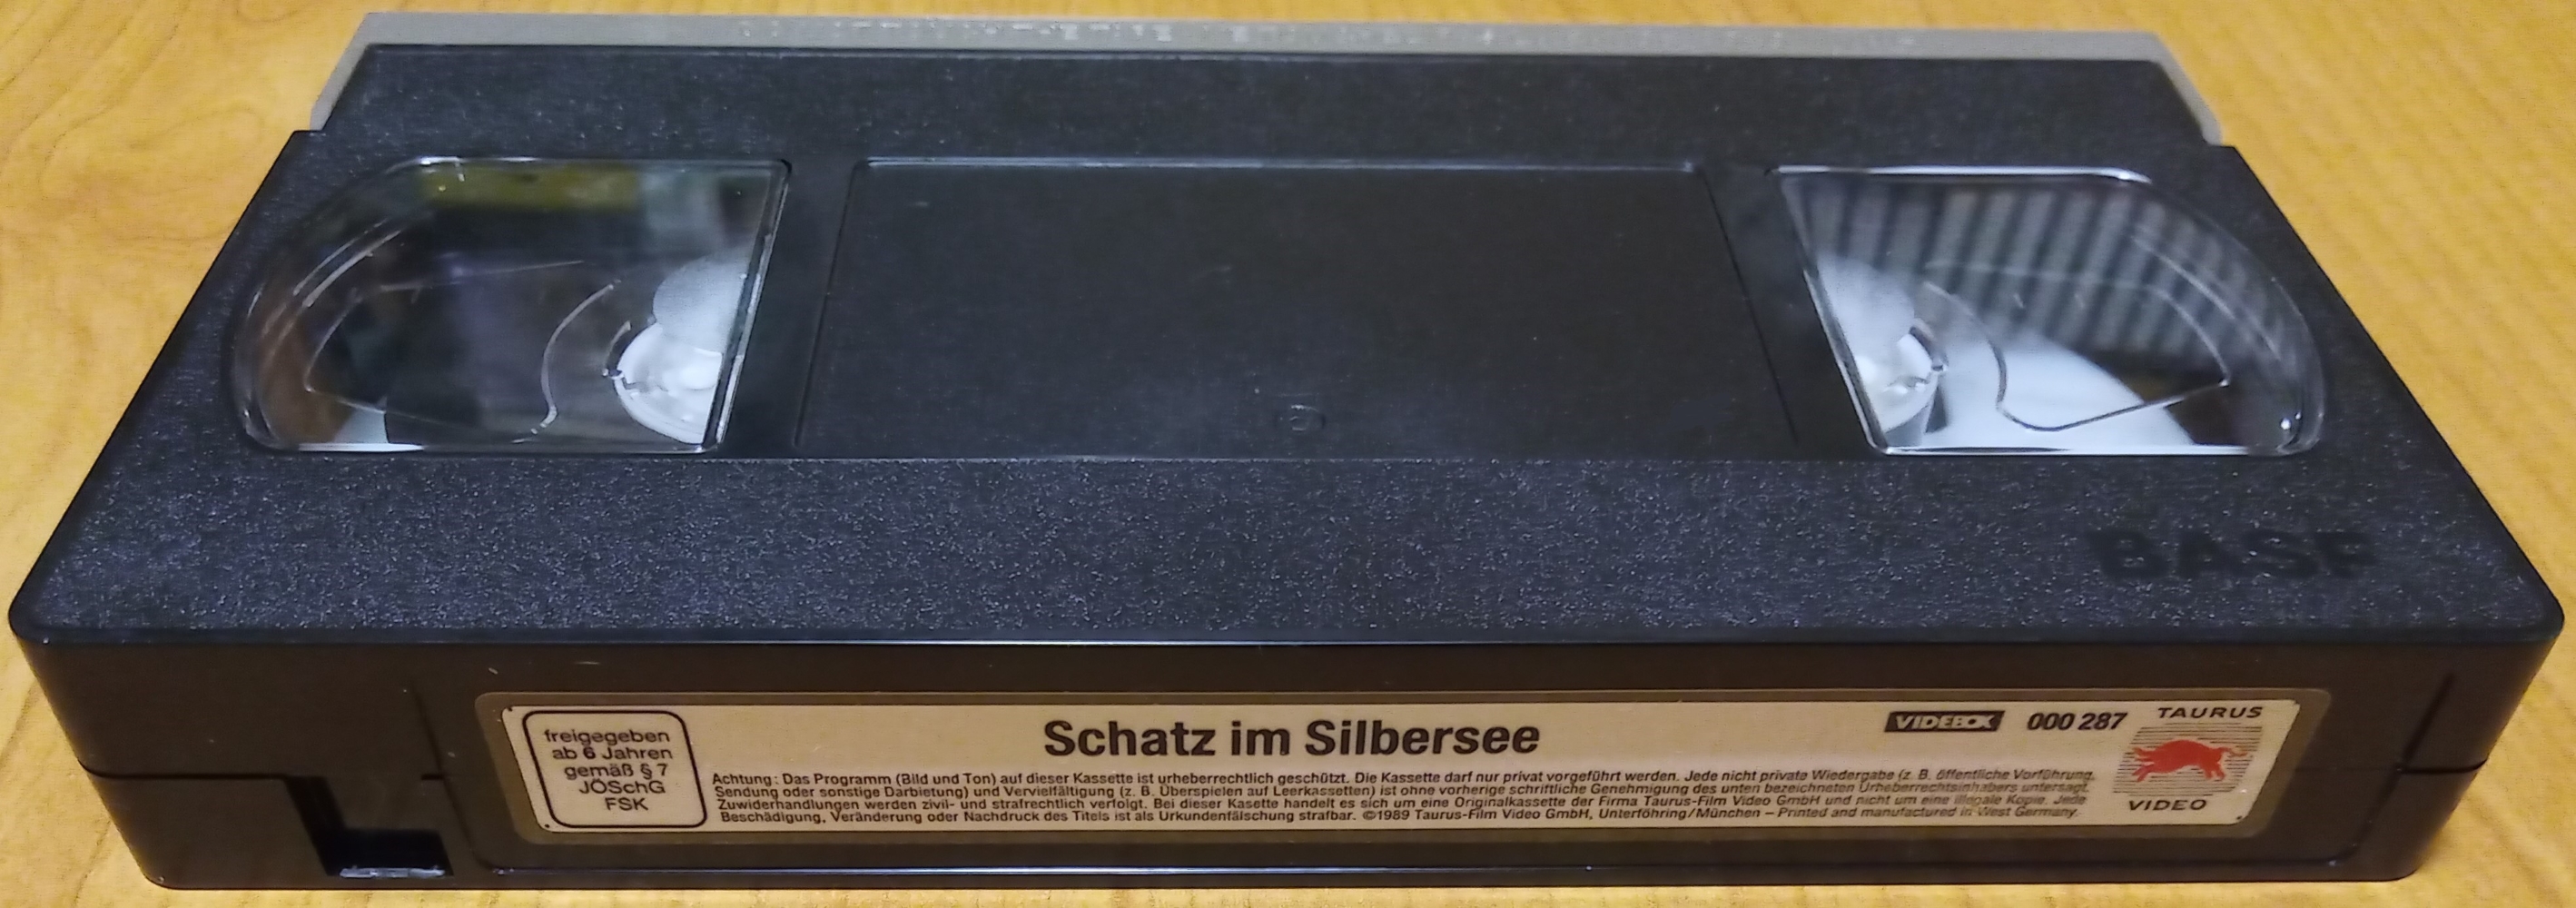 BASF
freigegeben
ab 6 Jahren
gemäß § 7
JÖSchG
FSK
Schatz im Silbersee
VIDEBOX 000 287
TAURUS
VIDEO
Achtung: Das Programm (Bild und Ton) auf dieser Kassette ist urheberrechtlich geschützt. Die Kassette darf nur privat vorgeführt werden. Jede nicht private Wiedergabe (z. B. öffentliche Vorführung,
Sendung oder sonstige Darbietung) und Vervielfältigung (z. B. Überspielen auf Leerkassetten) ist ohne vorherige schriftliche Genehmigung des unten bezeichneten Urheberrechtsinhabers untersagt.
Zuwiderhandlungen werden zivil- und strafrechtlich verfolgt. Bei dieser Kasette handelt es sich um eine Originalkassette der Firma Taurus-Film Video GmbH und nicht um eine illegale Kopie. Jede
Beschädigung, Veränderung oder Nachdruck des Titels ist als Urkundenfälschung strafbar. ©1989 Taurus-Film Video GmbH, Unterföhring/München – Printed and manufactured in West Germany.